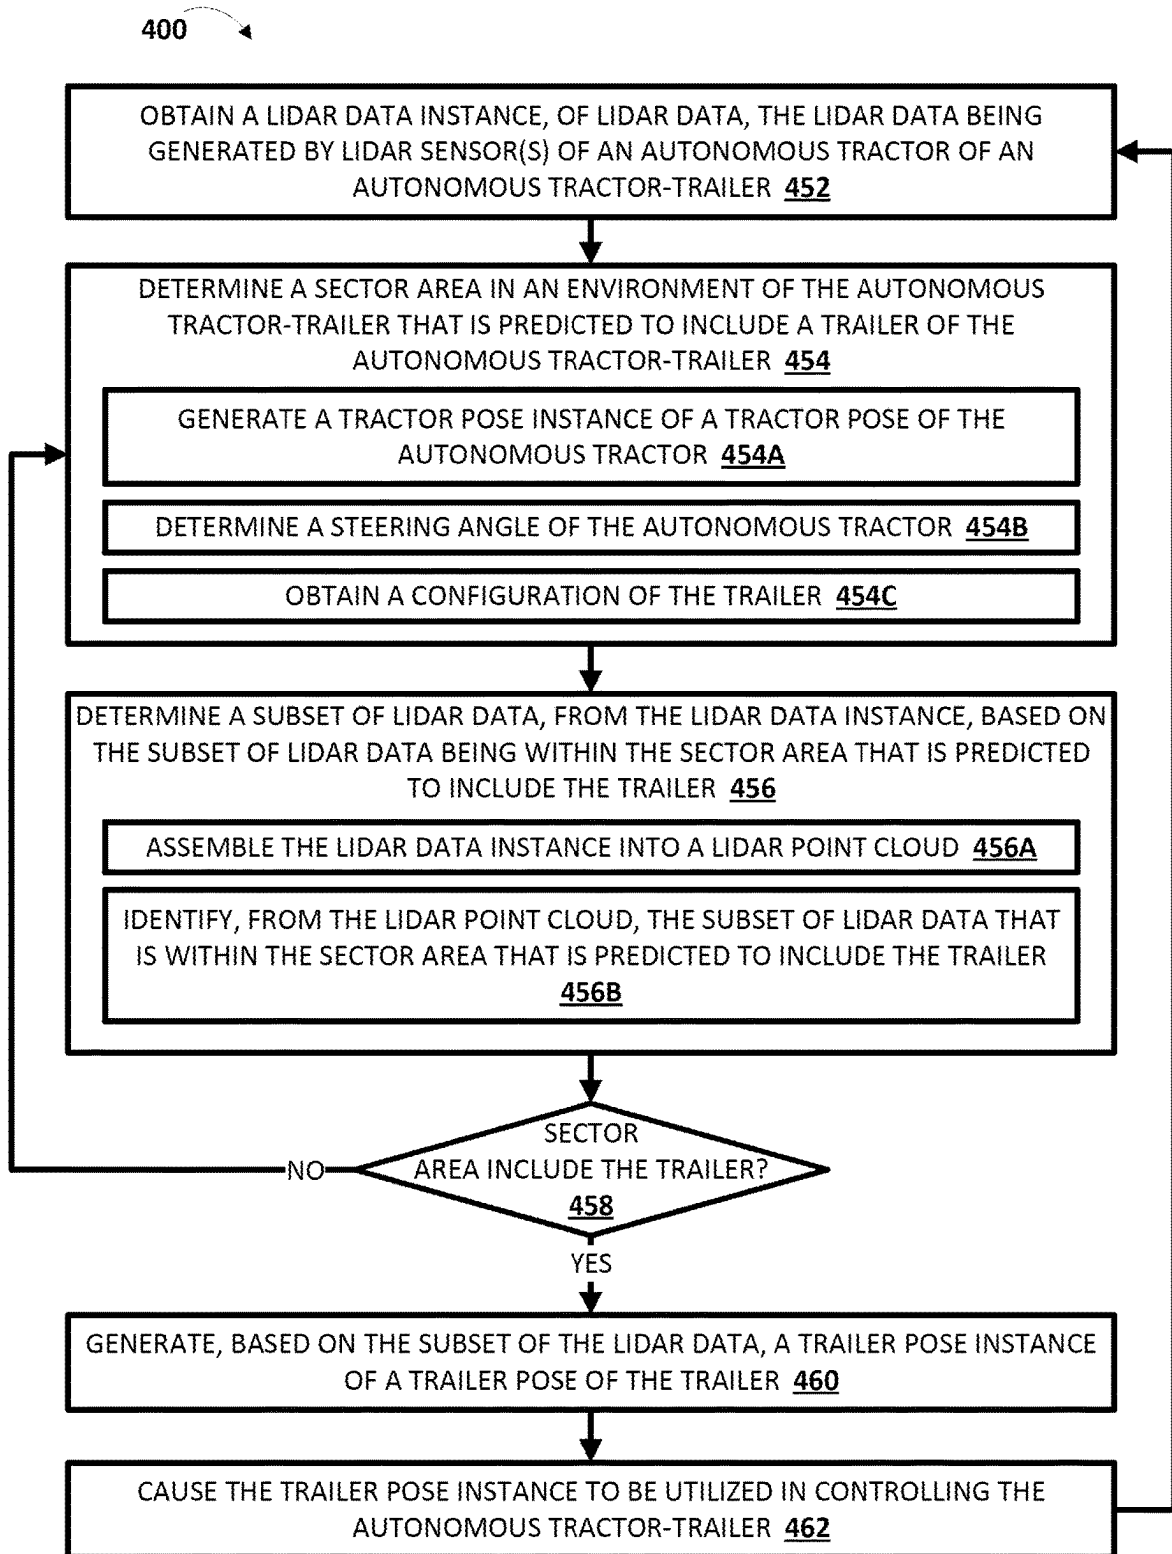 400
OBTAIN A LIDAR DATA INSTANCE, OF LIDAR DATA, THE LIDAR DATA BEING
GENERATED BY LIDAR SENSOR(S) OF AN AUTONOMOUS TRACTOR OF AN
AUTONOMOUS TRACTOR-TRAILER 452
DETERMINE A SECTOR AREA IN AN ENVIRONMENT OF THE AUTONOMOUS
TRACTOR-TRAILER THAT IS PREDICTED TO INCLUDE A TRAILER OF THE
AUTONOMOUS TRACTOR-TRAILER 454
GENERATE A TRACTOR POSE INSTANCE OF A TRACTOR POSE OF THE
AUTONOMOUS TRACTOR 454A
DETERMINE A STEERING ANGLE OF THE AUTONOMOUS TRACTOR 454B
OBTAIN A CONFIGURATION OF THE TRAILER 454C
DETERMINE A SUBSET OF LIDAR DATA, FROM THE LIDAR DATA INSTANCE, BASED ON
THE SUBSET OF LIDAR DATA BEING WITHIN THE SECTOR AREA THAT IS PREDICTED
TO INCLUDE THE TRAILER 456
ASSEMBLE THE LIDAR DATA INSTANCE INTO A LIDAR POINT CLOUD 456A
IDENTIFY, FROM THE LIDAR POINT CLOUD, THE SUBSET OF LIDAR DATA THAT
IS WITHIN THE SECTOR AREA THAT IS PREDICTED TO INCLUDE THE TRAILER
456B
SECTOR
AREA INCLUDE THE TRAILER?
458
NO
YES
GENERATE, BASED ON THE SUBSET OF THE LIDAR DATA, A TRAILER POSE INSTANCE
OF A TRAILER POSE OF THE TRAILER 460
CAUSE THE TRAILER POSE INSTANCE TO BE UTILIZED IN CONTROLLING THE
AUTONOMOUS TRACTOR-TRAILER 462